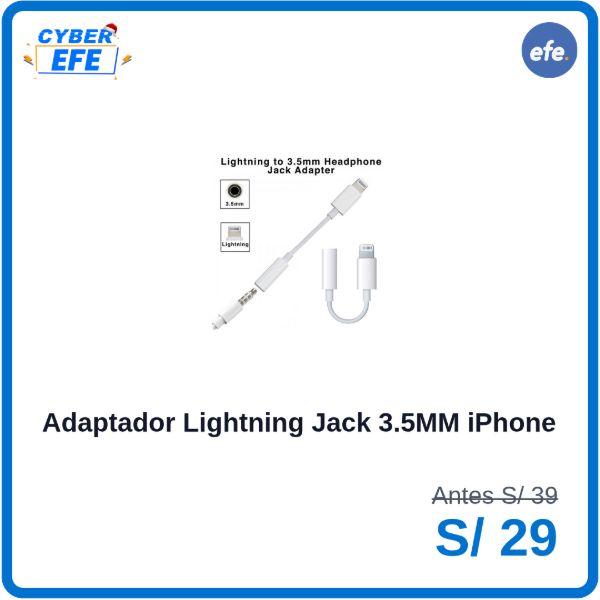 CYBER
EFE
efe.
Lightning to 3.5mm Headphone
Jack Adapter
3.5mm
Lightning
Adaptador Lightning Jack 3.5MM iPhone
Antes S/ 39
S/ 29